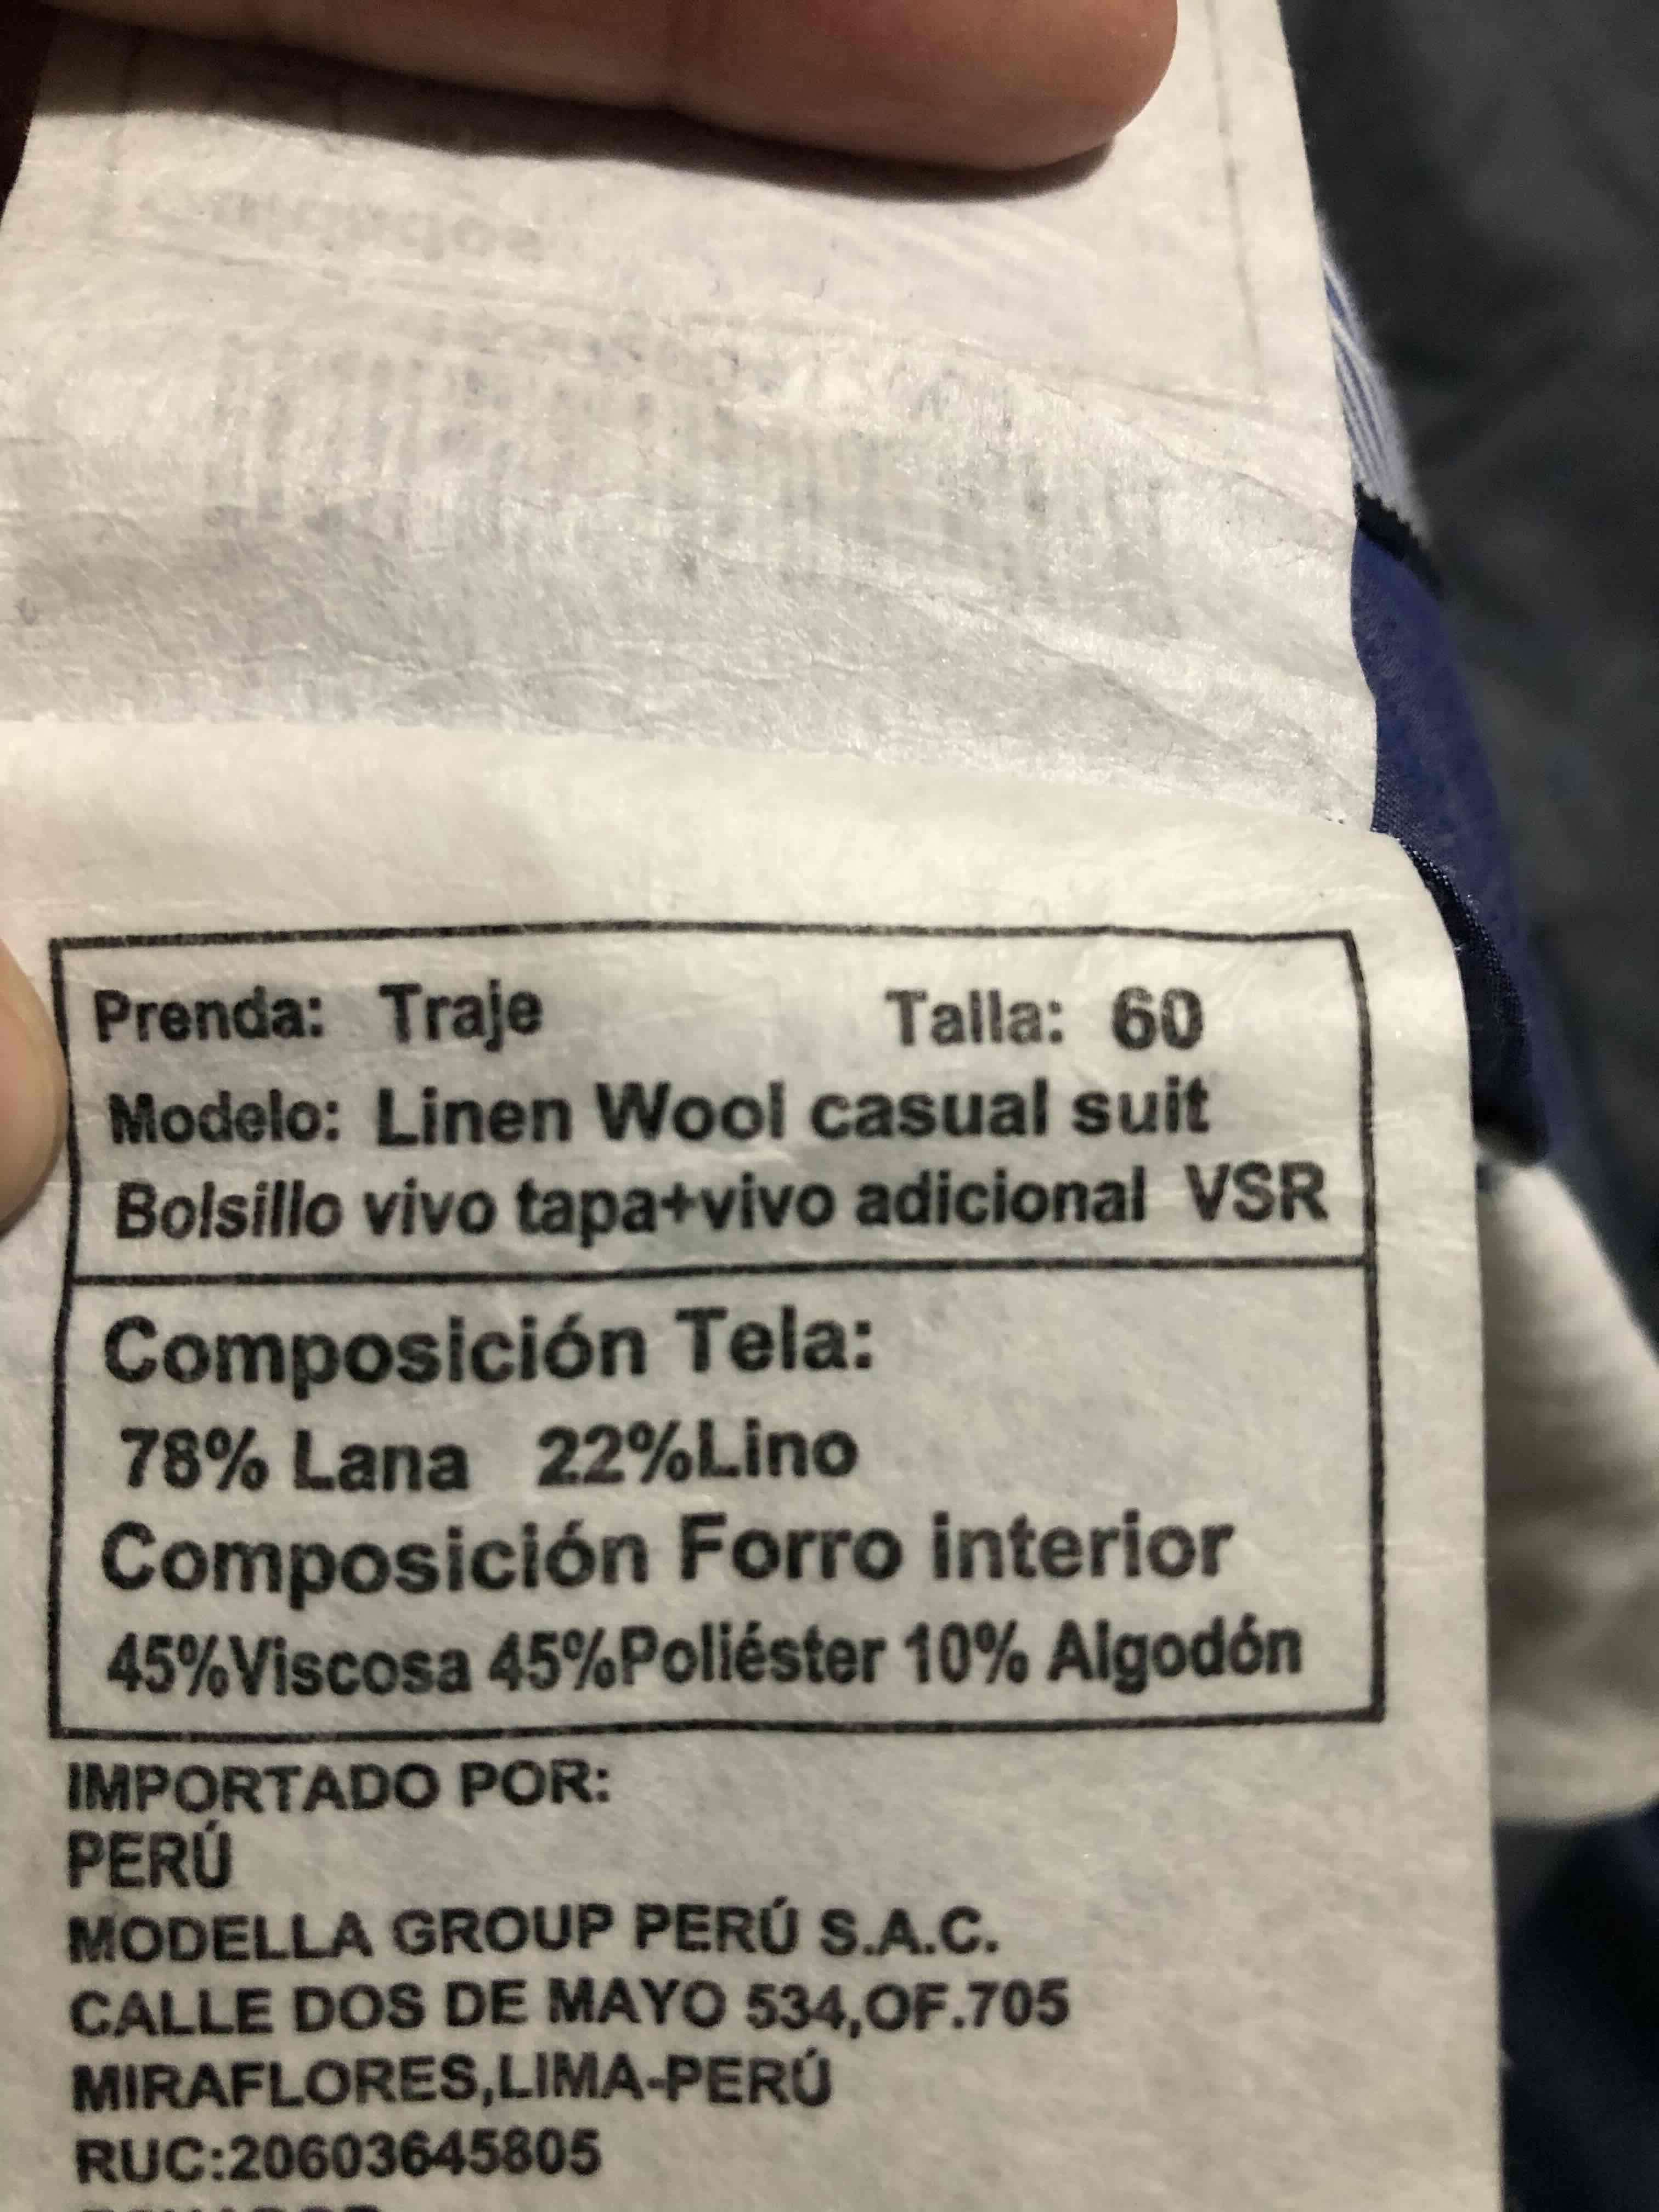 Prenda: Traje Talla: 60
Modelo: Linen Wool casual suit
Bolsillo vivo tapa+vivo adicional VSR
Composición Tela:
78% Lana 22%Lino
Composición Forro interior
45%Viscosa 45%Poliéster 10% Algodón
IMPORTADO POR:
PERÚ
MODELLA GROUP PERÚ S.A.C.
CALLE DOS DE MAYO 534,OF.705
MIRAFLORES,LIMA-PERÚ
RUC:20603645805